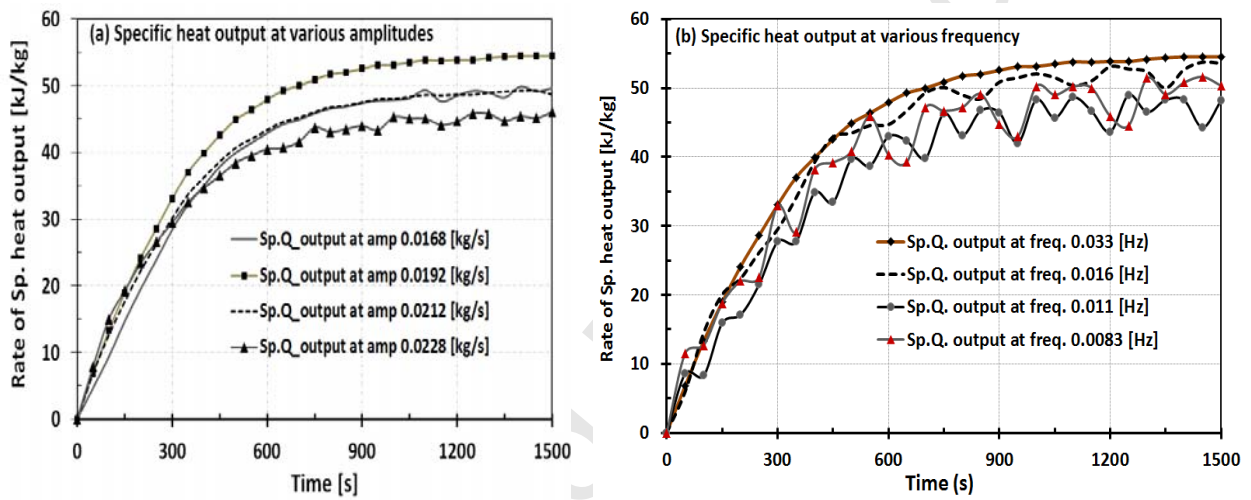 (a) Specific heat output at various amplitudes
Rate of Sp. heat output [kJ/kg]
60
50
40
30
20
10
0
Sp.Q_output at amp 0.0168 [kg/s]
Sp.Q_output at amp 0.0192 [kg/s]
Sp.Q_output at amp 0.0212 [kg/s]
Sp.Q_output at amp 0.0228 [kg/s]
0 300 600 900 1200 1500
Time [s]
(b) Specific heat output at various frequency
Rate of Sp. heat output [kJ/kg]
60
50
40
30
20
10
0
Sp.Q. output at freq. 0.033 [Hz)
Sp.Q. output at freq. 0.016 [Hz]
Sp.Q. output at freq. 0.011 [Hz]
Sp.Q. output at freq. 0.0083 [Hz]
0 300 600 900 1200 1500
Time (s)